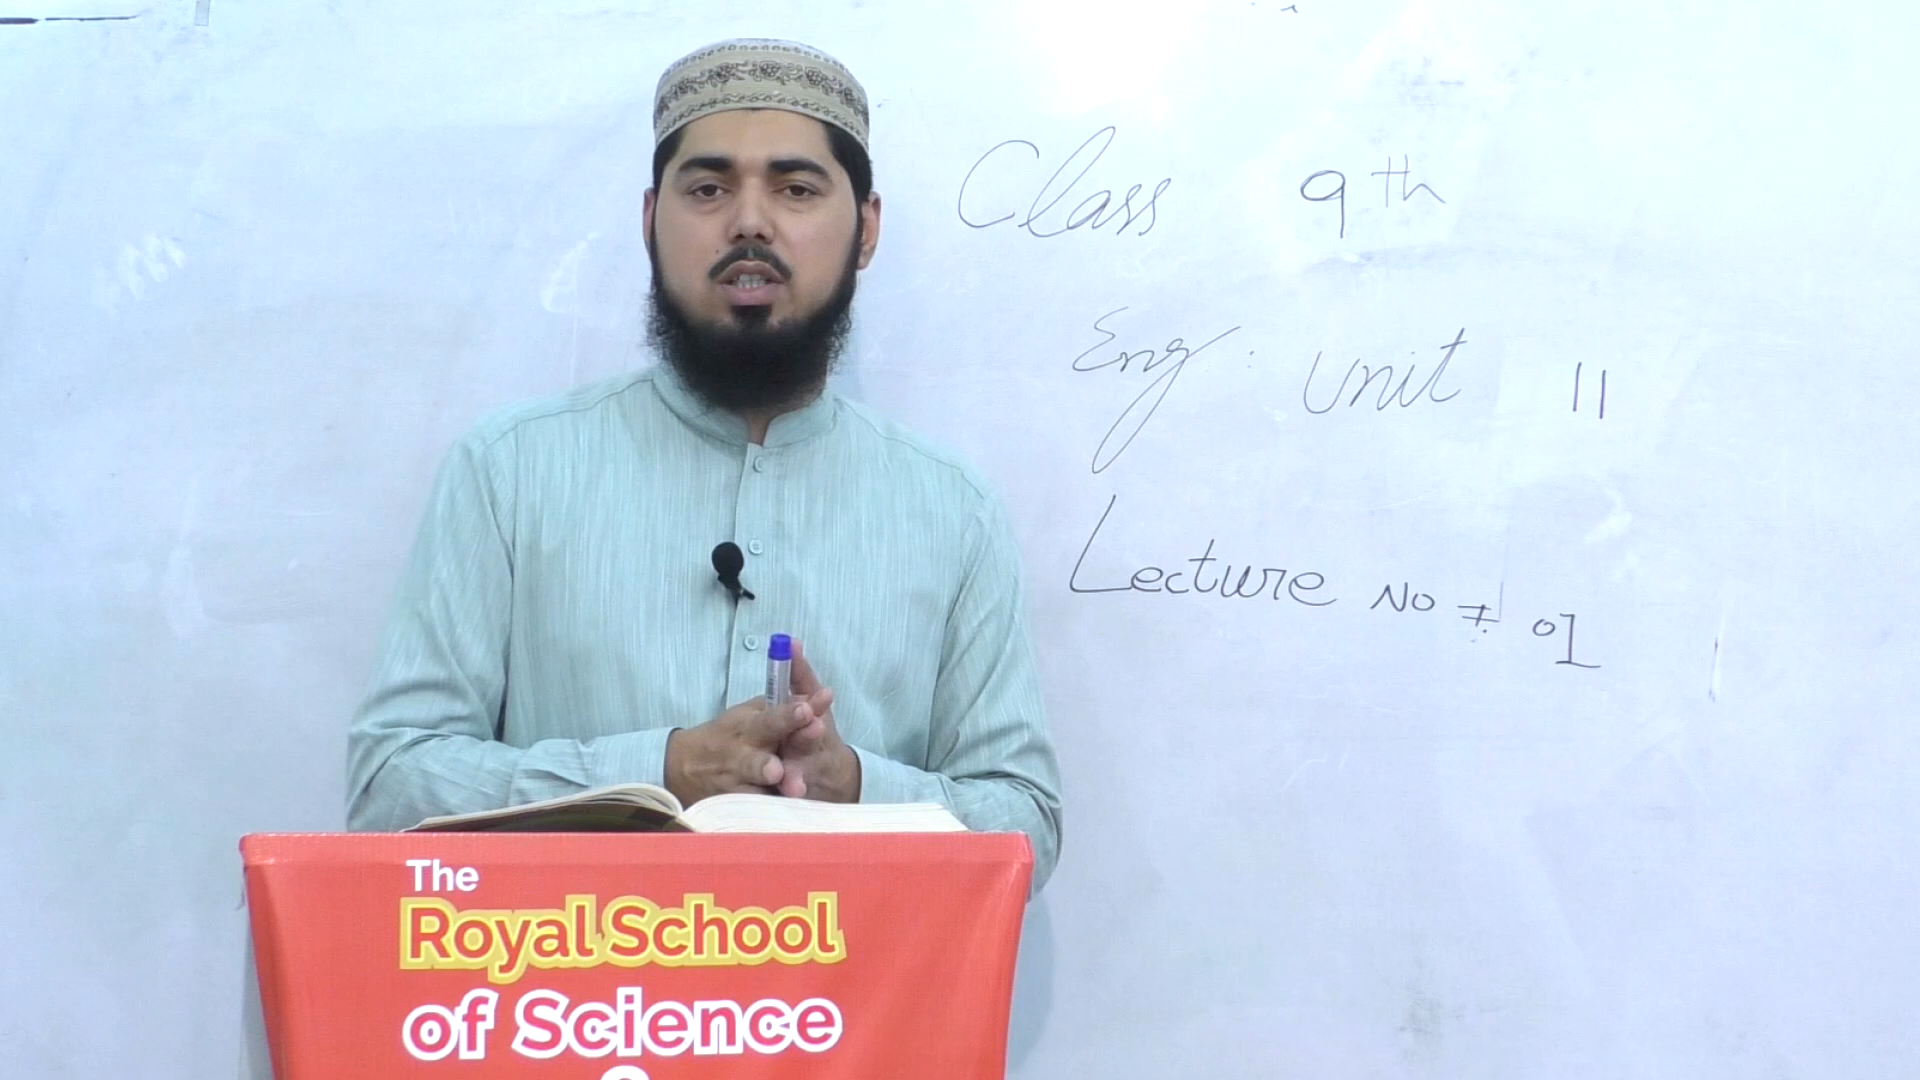 Class 9th
Eng: Unit 11
Lecture No # 01
The
Royal School
of Science